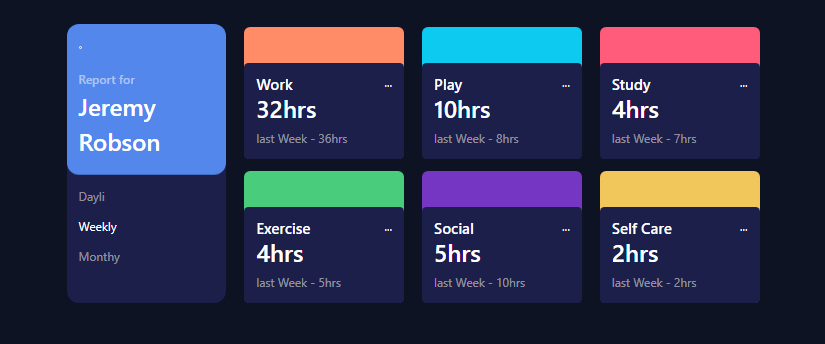 Report for
Jeremy
Robson
Dayli
Weekly
Monthy
Work ...
32hrs
last Week - 36hrs
Play ...
10hrs
last Week - 8hrs
Study ...
4hrs
last Week - 7hrs
Exercise ...
4hrs
last Week - 5hrs
Social ...
5hrs
last Week - 10hrs
Self Care ...
2hrs
last Week - 2hrs